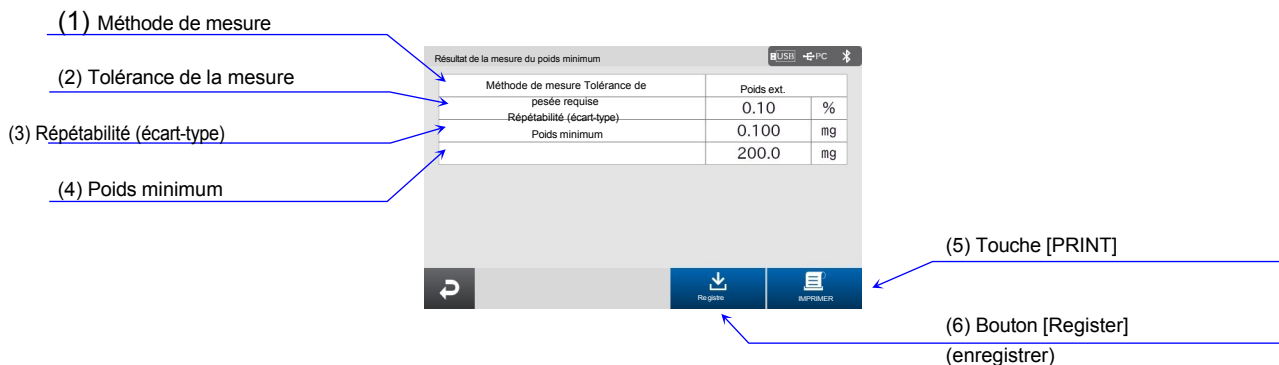 (1) Méthode de mesure
(2) Tolérance de la mesure
(3) Répétabilité (écart-type)
(4) Poids minimum
Résultat de la mesure du poids minimum
USB PC
Méthode de mesure Tolérance de
pesée requise
Répétabilité (écart-type)
Poids minimum
Poids ext.
0.10 %
0.100 mg
200.0 mg
Registre
IMPRIMER
(5) Touche [PRINT]
(6) Bouton [Register]
(enregistrer)